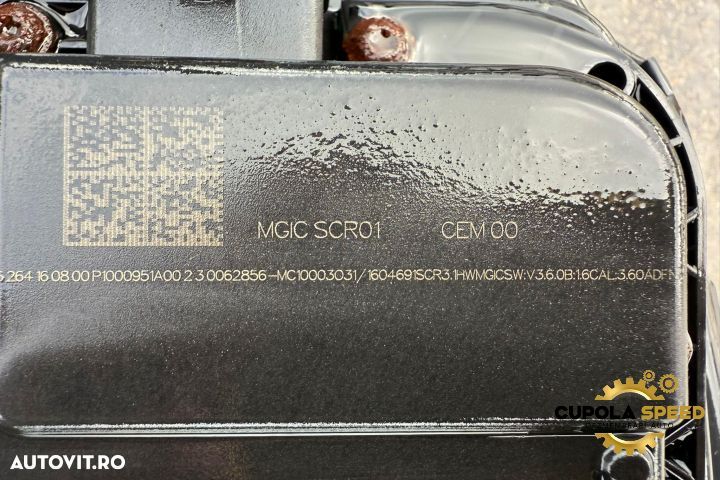 MGIC SCR01 CEM 00
264 16 08 00 P1000951A00 2 3 0062856-MC10003031/1604691SCR3.1HWMGICSW:V3.6.0B:1.6CAL:3.60ADF
CUPOLA SPEED
AUTOVIT.RO